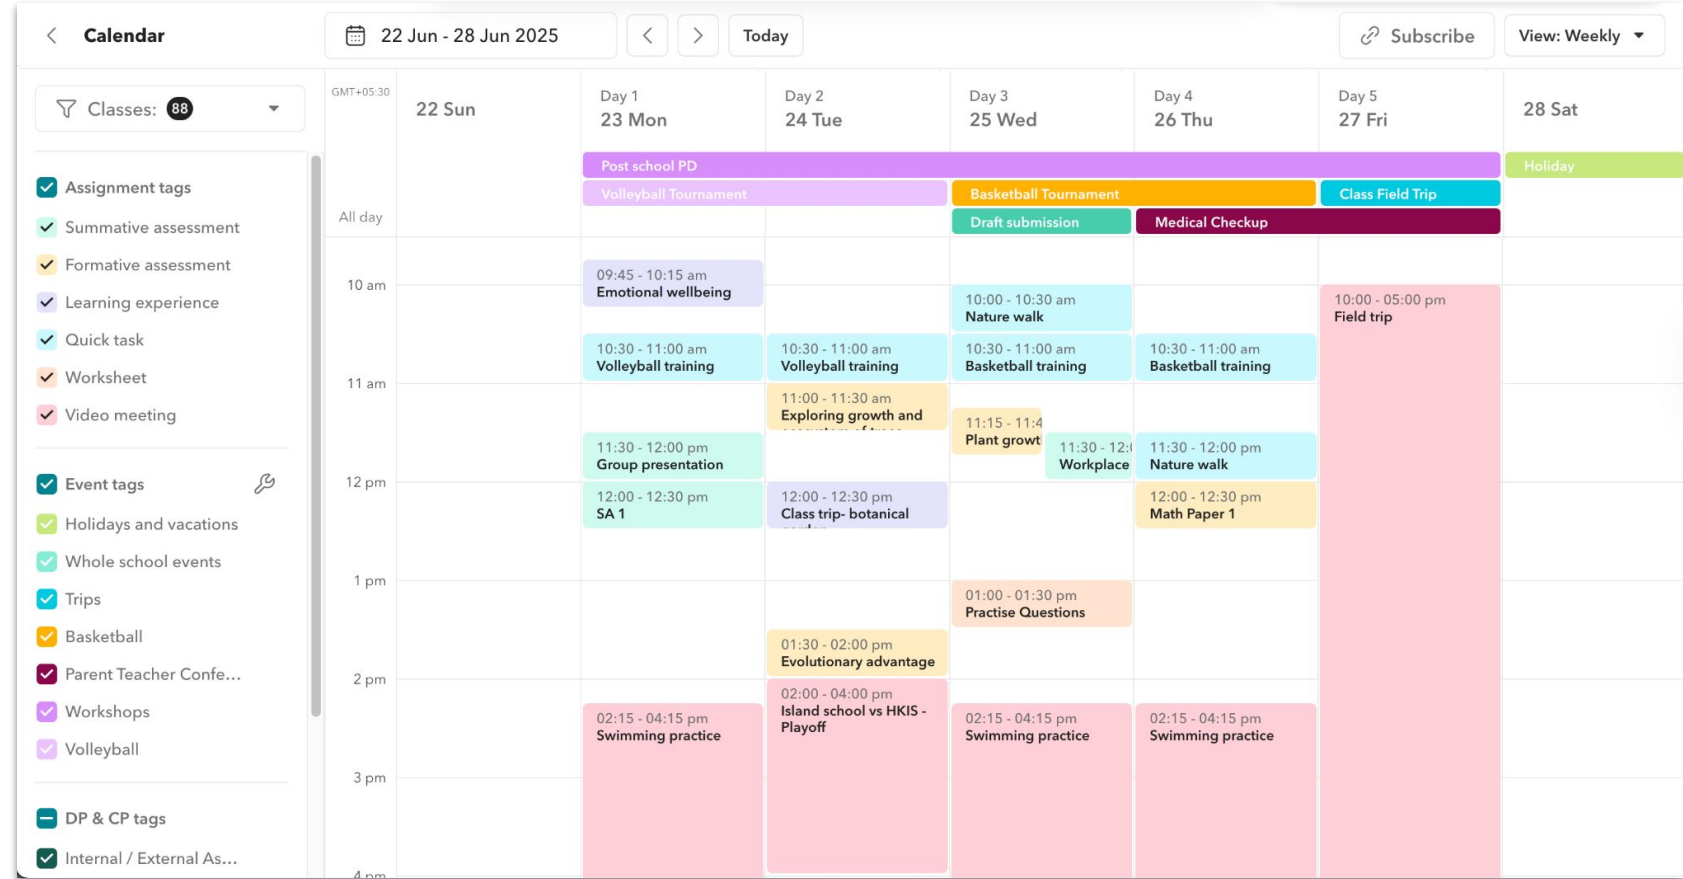 Calendar
22 Jun - 28 Jun 2025
Today
Subscribe
View: Weekly
Classes: 88
Assignment tags
Summative assessment
Formative assessment
Learning experience
Quick task
Worksheet
Video meeting
Event tags
Holidays and vacations
Whole school events
Trips
Basketball
Parent Teacher Confe...
Workshops
Volleyball
DP & CP tags
Internal / External As...
GMT+05:30
22 Sun
Day 1
23 Mon
Day 2
24 Tue
Day 3
25 Wed
Day 4
26 Thu
Day 5
27 Fri
28 Sat
All day
Post school PD
Holiday
Volleyball Tournament
Basketball Tournament
Class Field Trip
Draft submission
Medical Checkup
10 am
11 am
12 pm
1 pm
2 pm
3 pm
4 pm
09:45 - 10:15 am
Emotional wellbeing
10:30 - 11:00 am
Volleyball training
11:30 - 12:00 pm
Group presentation
12:00 - 12:30 pm
SA 1
02:15 - 04:15 pm
Swimming practice
10:30 - 11:00 am
Volleyball training
11:00 - 11:30 am
Exploring growth and
12:00 - 12:30 pm
Class trip- botanical
01:30 - 02:00 pm
Evolutionary advantage
02:00 - 04:00 pm
Island school vs HKIS -
Playoff
10:00 - 10:30 am
Nature walk
10:30 - 11:00 am
Basketball training
11:15 - 11:4
Plant growt
11:30 - 12:0
Workplace
01:00 - 01:30 pm
Practise Questions
02:15 - 04:15 pm
Swimming practice
10:30 - 11:00 am
Basketball training
11:30 - 12:00 pm
Nature walk
12:00 - 12:30 pm
Math Paper 1
02:15 - 04:15 pm
Swimming practice
10:00 - 05:00 pm
Field trip